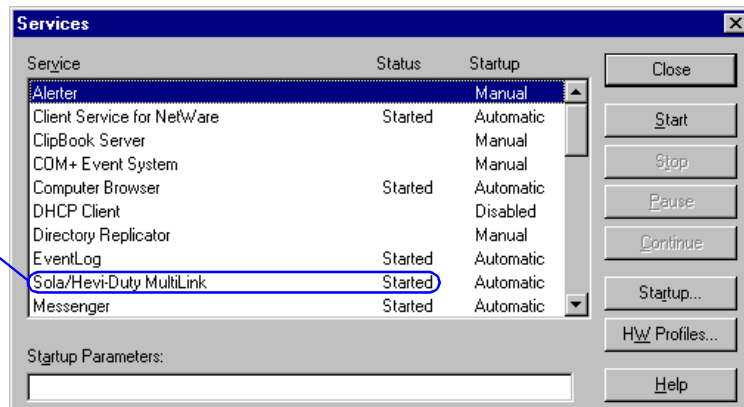 Services
Service Status Startup
Alerter Manual
Client Service for NetWare Started Automatic
ClipBook Server Manual
COM+ Event System Manual
Computer Browser Started Automatic
DHCP Client Disabled
Directory Replicator Manual
EventLog Started Automatic
Sola/Hevi-Duty MultiLink Started Automatic
Messenger Started Automatic
Close
Start
Stop
Pause
Continue
Startup...
HW Profiles...
Help
Startup Parameters: